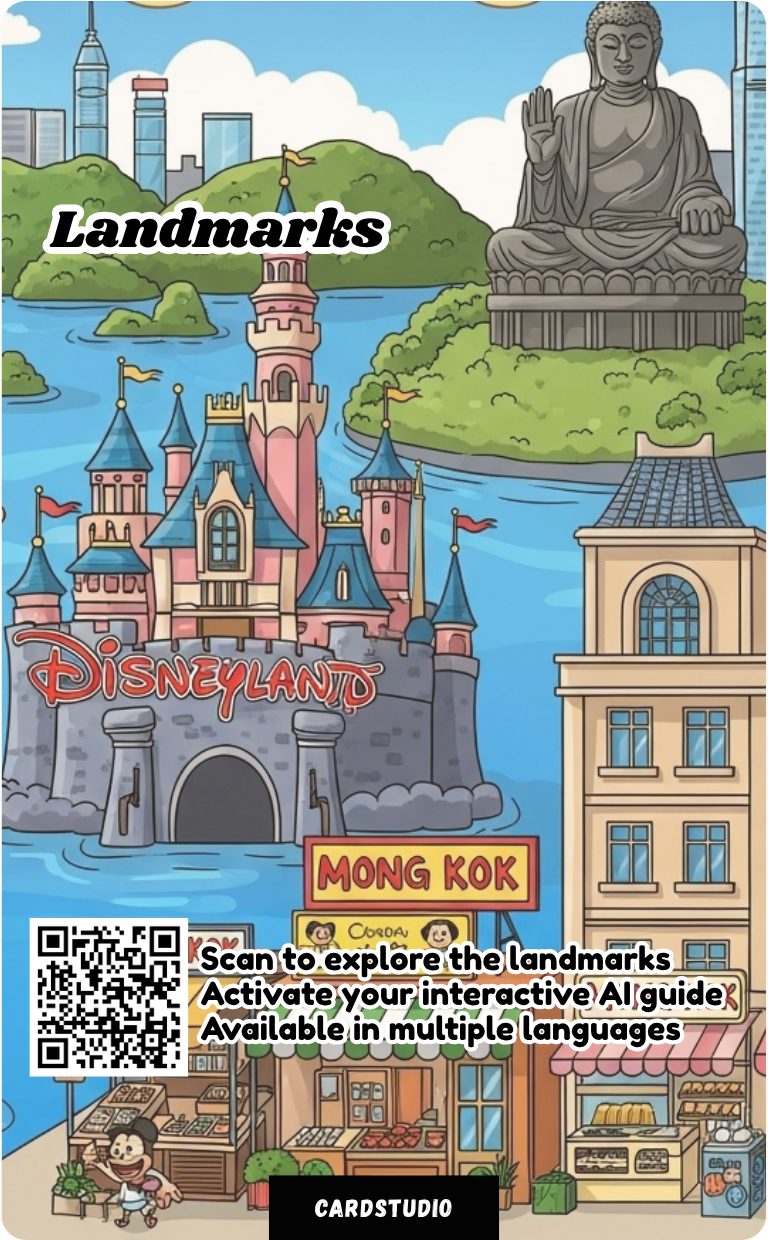 Landmarks
DISNEYLAND
MONG KOK
KOK
Scan to explore the landmarks
Activate your interactive AI guide
Available in multiple languages
CARDSTUDIO